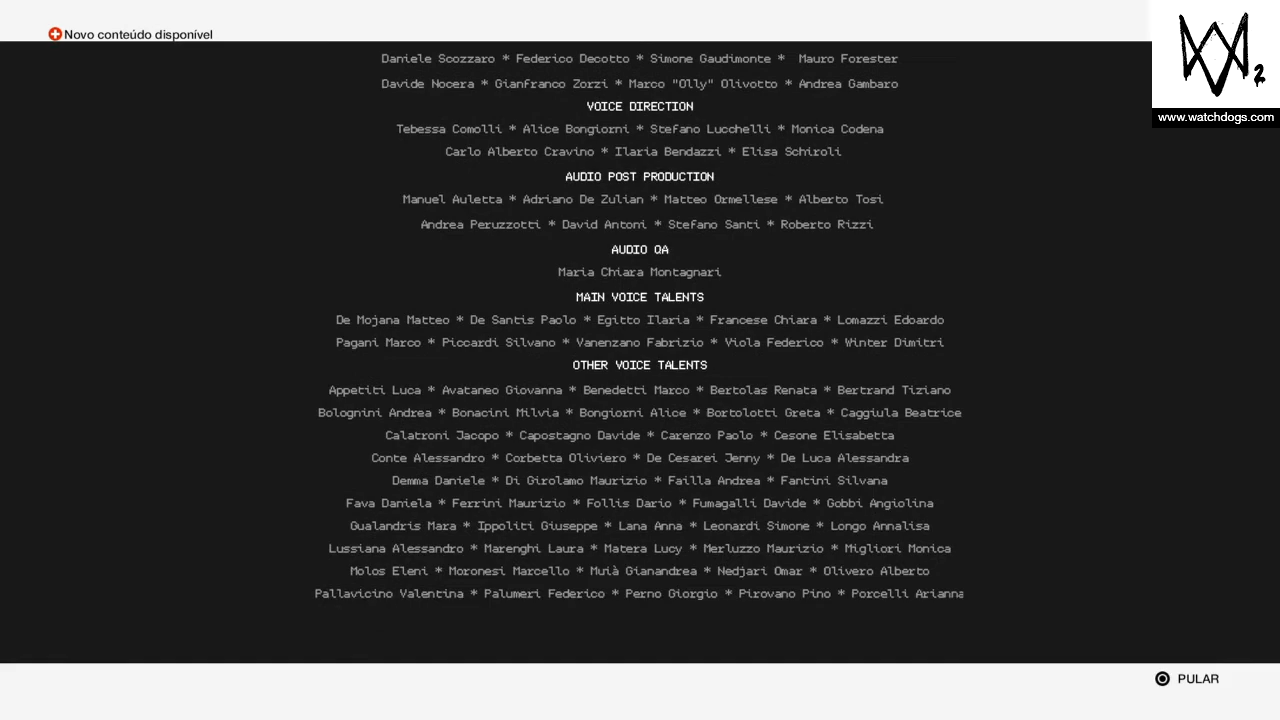 Novo conteúdo disponível
Daniele Scozzaro * Federico Decotto * Simone Gaudimonte * Mauro Forester
Davide Nocera * Gianfranco Zorzi * Marco "Olly" Olivotto * Andrea Gambaro
VOICE DIRECTION
Tebessa Comolli * Alice Bongiorni * Stefano Lucchelli * Monica Codena
Carlo Alberto Cravino * Ilaria Bendazzi * Elisa Schiroli
AUDIO POST PRODUCTION
Manuel Auletta * Adriano De Zulian * Matteo Ormellese * Alberto Tosi
Andrea Peruzzotti * David Antoni * Stefano Santi * Roberto Rizzi
AUDIO QA
Maria Chiara Montagnari
MAIN VOICE TALENTS
De Mojana Matteo * De Santis Paolo * Egitto Ilaria * Francese Chiara * Lomazzi Edoardo
Pagani Marco * Piccardi Silvano * Vanenzano Fabrizio * Viola Federico * Winter Dimitri
OTHER VOICE TALENTS
Appetiti Luca * Avataneo Giovanna * Benedetti Marco * Bertolas Renata * Bertrand Tiziano
Bolognini Andrea * Bonacini Milvia * Bongiorni Alice * Bortolotti Greta * Caggiula Beatrice
Calatroni Jacopo * Capostagno Davide * Carenzo Paolo * Cesone Elisabetta
Conte Alessandro * Corbetta Oliviero * De Cesarei Jenny * De Luca Alessandra
Demma Daniele * Di Girolamo Maurizio * Failla Andrea * Fantini Silvana
Fava Daniela * Ferrini Maurizio * Follis Dario * Fumagalli Davide * Gobbi Angiolina
Gualandris Mara * Ippoliti Giuseppe * Lana Anna * Leonardi Simone * Longo Annalisa
Lussiana Alessandro * Marenghi Laura * Matera Lucy * Merluzzo Maurizio * Migliori Monica
Molos Eleni * Moronesi Marcello * Muià Gianandrea * Nedjari Omar * Olivero Alberto
Pallavicino Valentina * Palumeri Federico * Perno Giorgio * Pirovano Pino * Porcelli Arianna
2
www.watchdogs.com
PULAR